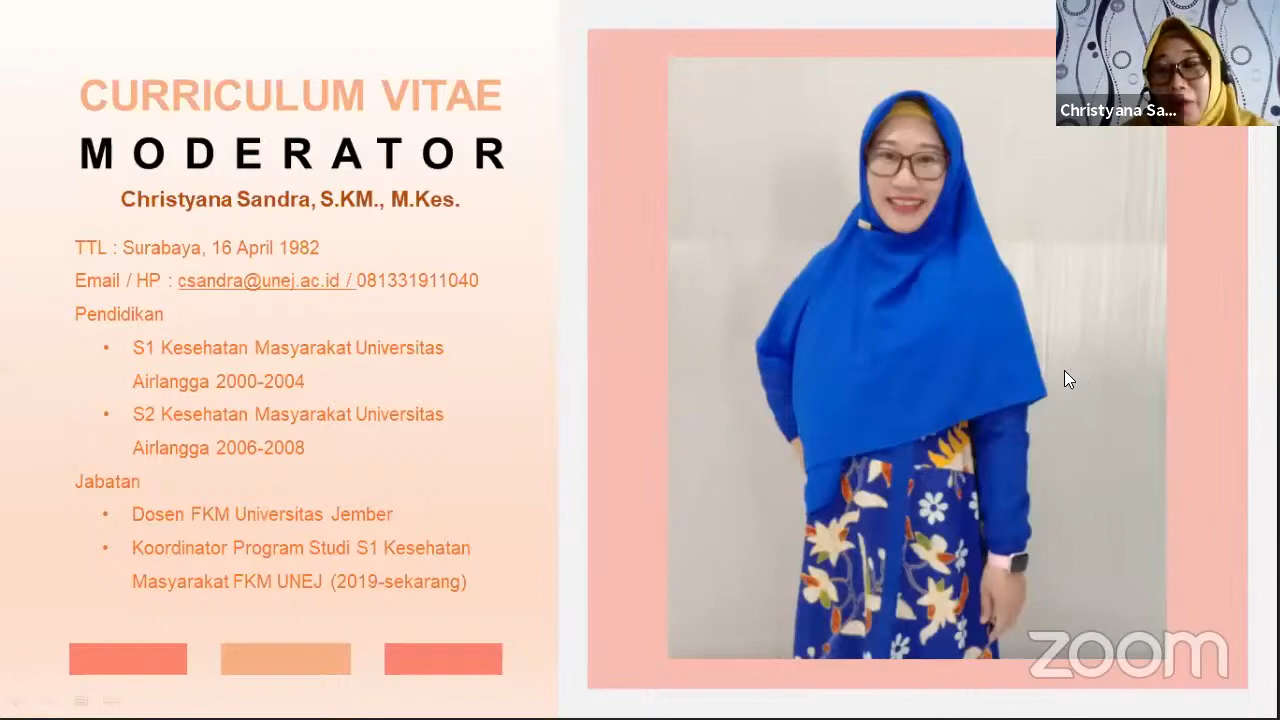 CURRICULUM VITAE
MODERATOR
Christyana Sandra, S.KM., M.Kes.
TTL : Surabaya, 16 April 1982
Email / HP : csandra@unej.ac.id / 081331911040
Pendidikan
• S1 Kesehatan Masyarakat Universitas
Airlangga 2000-2004
• S2 Kesehatan Masyarakat Universitas
Airlangga 2006-2008
Jabatan
• Dosen FKM Universitas Jember
• Koordinator Program Studi S1 Kesehatan
Masyarakat FKM UNEJ (2019-sekarang)
Christyana Sa...
zoom